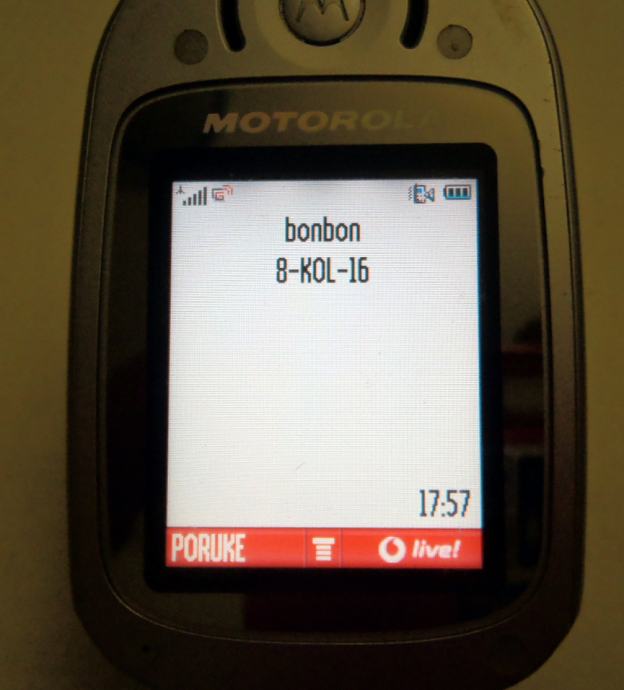 MOTOROLA
bonbon
8-KOL-16
17:57
PORUKE
live!